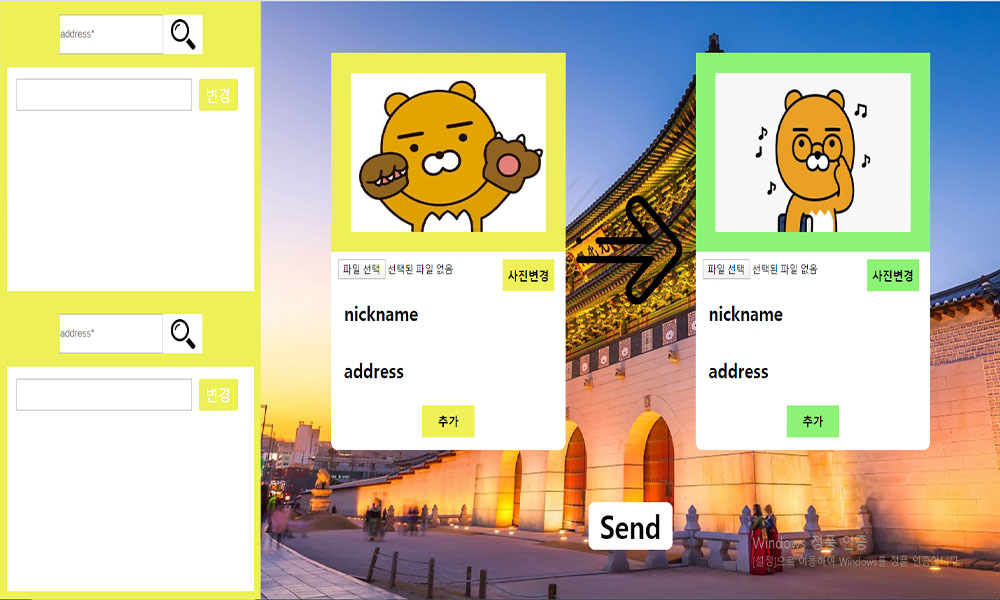 address*
변경
address*
변경
파일 선택 선택된 파일 없음
사진변경
nickname
address
추가
파일 선택 선택된 파일 없음
사진변경
nickname
address
추가
Send
Windows 정품 인증
[설정]으로 이동하여 Windows를 정품 인증합니다.